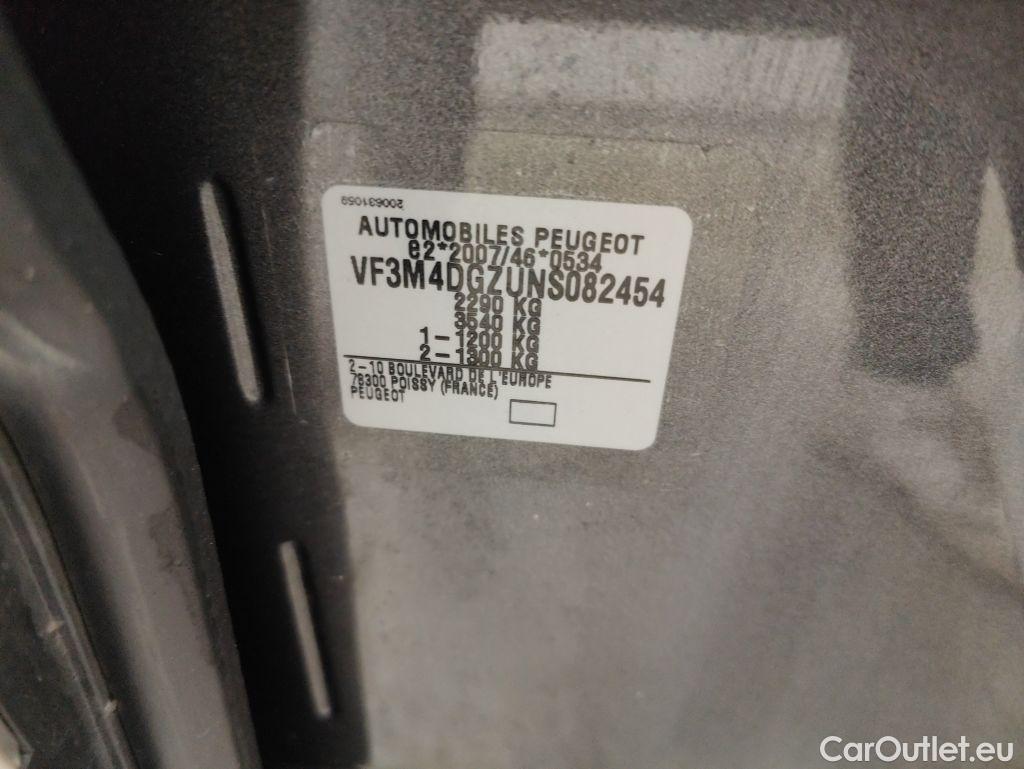 200631059
AUTOMOBILES PEUGEOT
e2*2007/46*0534
VF3M4DGZUNS082454
2290 KG
3540 KG
1-1200 KG
2-1300 KG
2-10 BOULEVARD DE L'EUROPE
78300 POISSY (FRANCE)
PEUGEOT
CarOutlet.eu